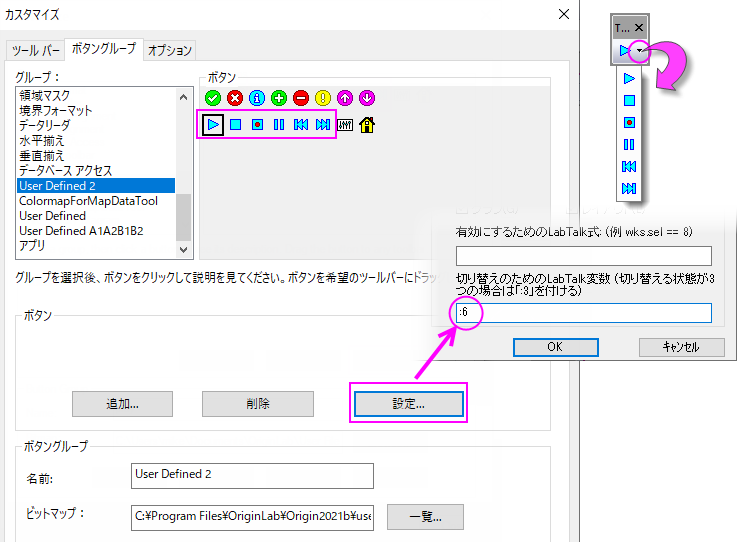 カスタマイズ
ツール バー
ボタングループ
オプション
グループ：
領域マスク
境界フォーマット
データリーダ
水平揃え
垂直揃え
データベース アクセス
User Defined 2
ColormapForMapDataTool
User Defined
User Defined A1A2B1B2
アプリ
ボタン
T...
有効にするためのLabTalk式: (例 wks.sel == 8)
切り替えのためのLabTalk変数 (切り替える状態が3
つの場合は「:3」を付ける)
:6
OK
キャンセル
グループを選択後、ボタンをクリックして説明を見てください。ボタンを希望のツールバーにドラッ
ボタン
追加...
削除
設定...
ボタングループ
名前:
User Defined 2
ビットマップ：
C:¥Program Files¥OriginLab¥Origin2021b¥use
一覧...